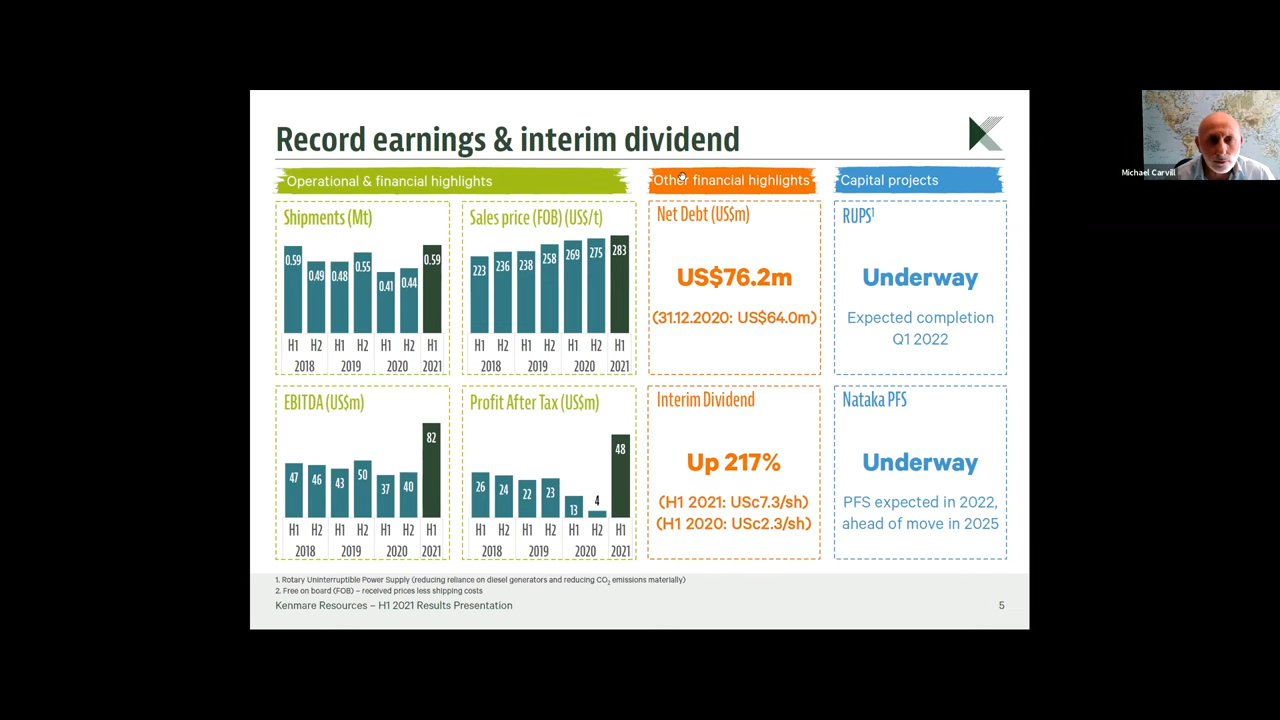 Record earnings & interim dividend
Operational & financial highlights
Other financial highlights
Capital projects
Shipments (Mt)
0.59 0.49 0.48 0.55 0.41 0.44 0.59
H1 H2 H1 H2 H1 H2 H1
2018 2019 2020 2021
Sales price (FOB) (US$/t)
223 236 238 258 269 275 283
H1 H2 H1 H2 H1 H2 H1
2018 2019 2020 2021
Net Debt (US$m)
US$76.2m
(31.12.2020: US$64.0m)
RUPS¹
Underway
Expected completion
Q1 2022
EBITDA (US$m)
47 46 43 50 37 40 82
H1 H2 H1 H2 H1 H2 H1
2018 2019 2020 2021
Profit After Tax (US$m)
26 24 22 23 13 4 48
H1 H2 H1 H2 H1 H2 H1
2018 2019 2020 2021
Interim Dividend
Up 217%
(H1 2021: USc7.3/sh)
(H1 2020: USc2.3/sh)
Nataka PFS
Underway
PFS expected in 2022,
ahead of move in 2025
1. Rotary Uninterruptible Power Supply (reducing reliance on diesel generators and reducing CO₂ emissions materially)
2. Free on board (FOB) – received prices less shipping costs
Kenmare Resources – H1 2021 Results Presentation
5
Michael Carvill